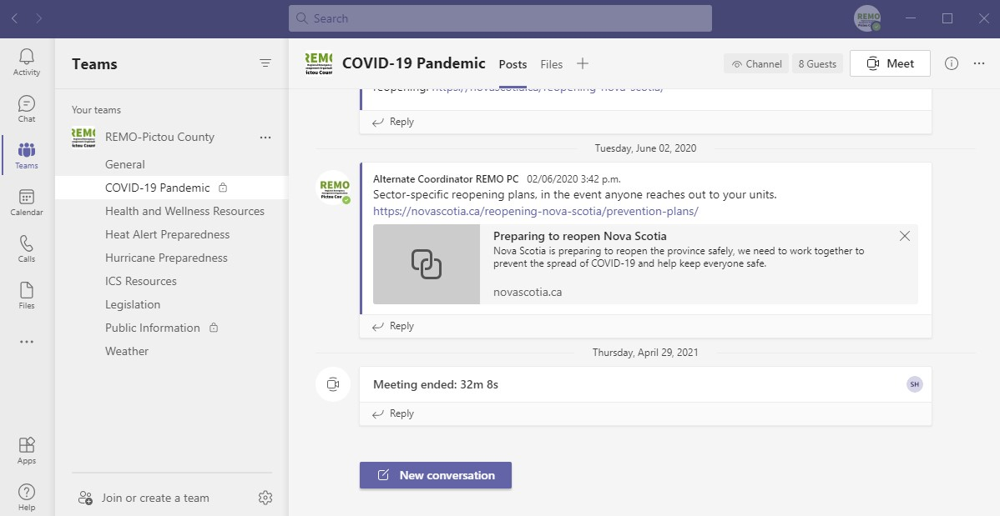 Search
REMO
Activity
Chat
Teams
Calendar
Calls
Files
Apps
Help
Teams
Your teams
REMO-Pictou County
General
COVID-19 Pandemic
Health and Wellness Resources
Heat Alert Preparedness
Hurricane Preparedness
ICS Resources
Legislation
Public Information
Weather
Join or create a team
COVID-19 Pandemic
Posts
Files
Channel
8 Guests
Meet
reopening: https://novascotia.ca/reopening-nova-scotia/
Reply
Tuesday, June 02, 2020
REMO
Alternate Coordinator REMO PC 02/06/2020 3:42 p.m.
Sector-specific reopening plans, in the event anyone reaches out to your units.
https://novascotia.ca/reopening-nova-scotia/prevention-plans/
Preparing to reopen Nova Scotia
Nova Scotia is preparing to reopen the province safely, we need to work together to
prevent the spread of COVID-19 and help keep everyone safe.
novascotia.ca
Reply
Thursday, April 29, 2021
Meeting ended: 32m 8s
SH
Reply
New conversation